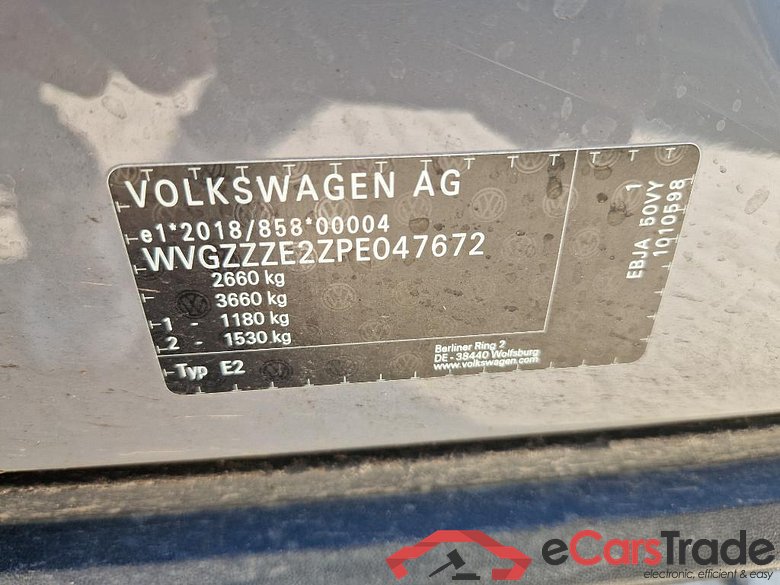 VOLKSWAGEN AG
e1*2018/858*00004
WVGZZZE2ZPE047672
2660 kg
3660 kg
1 - 1180 kg
2 - 1530 kg
Typ E2
Berliner Ring 2
DE - 38440 Wolfsburg
www.volkswagen.com
1
EBJA 50VY
1010598
eCarsTrade
electronic, efficient & easy